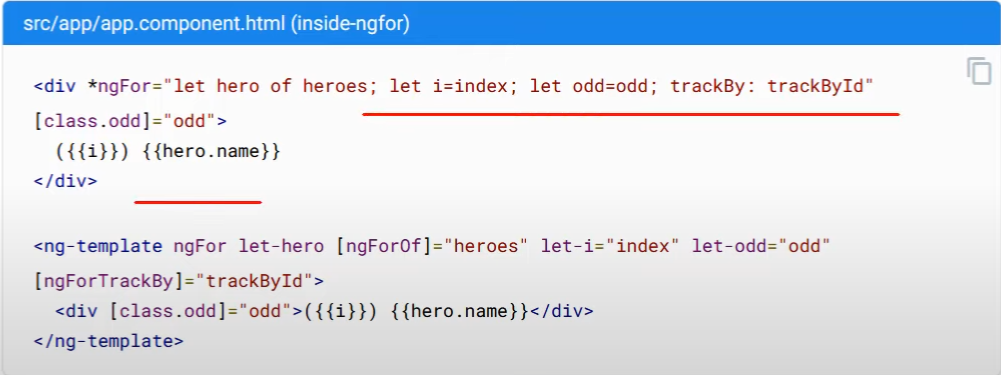 src/app/app.component.html (inside-ngfor)
<div *ngFor="let hero of heroes; let i=index; let odd=odd; trackBy: trackById"
[class.odd]="odd">
  ({{i}}) {{hero.name}}
</div>
<ng-template ngFor let-hero [ngForOf]="heroes" let-i="index" let-odd="odd"
[ngForTrackBy]="trackById">
  <div [class.odd]="odd">({{i}}) {{hero.name}}</div>
</ng-template>